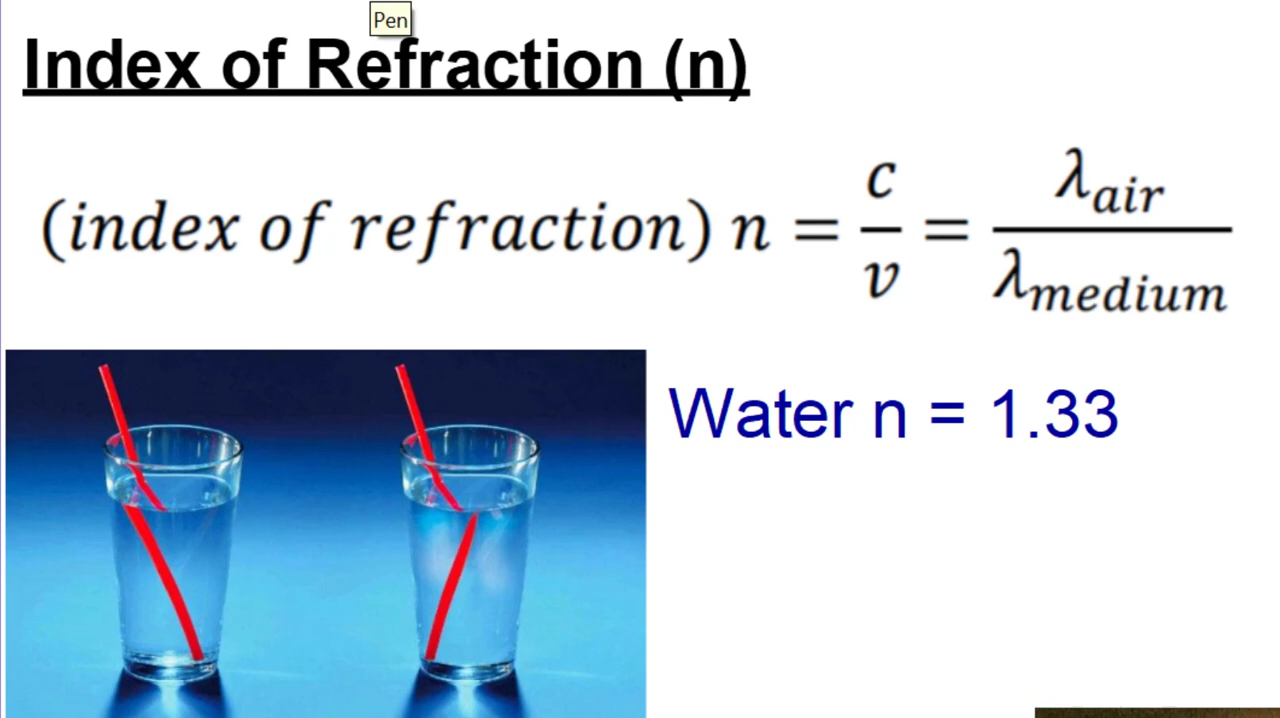 Pen
Index of Refraction (n)
(index of refraction) n = c/v = λair/λmedium
Water n = 1.33